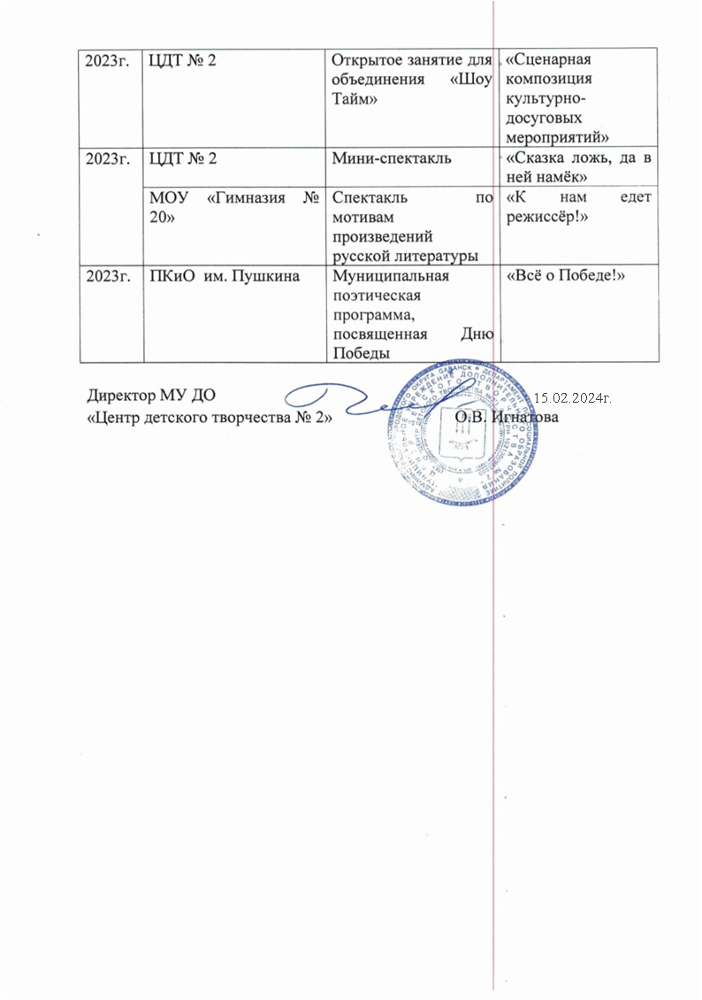 2023г.
ЦДТ № 2
Открытое занятие для
объединения «Шоу
Тайм»
«Сценарная
композиция
культурно-
досуговых
мероприятий»
2023г.
ЦДТ № 2
Мини-спектакль
«Сказка ложь, да в
ней намёк»
МОУ «Гимназия №
20»
Спектакль по
мотивам
произведений
русской литературы
«К нам едет
режиссёр!»
2023г.
ПКиО им. Пушкина
Муниципальная
поэтическая
программа,
посвященная Дню
Победы
«Всё о Победе!»
Директор МУ ДО
15.02.2024г.
«Центр детского творчества № 2»
О.В. Игнатова